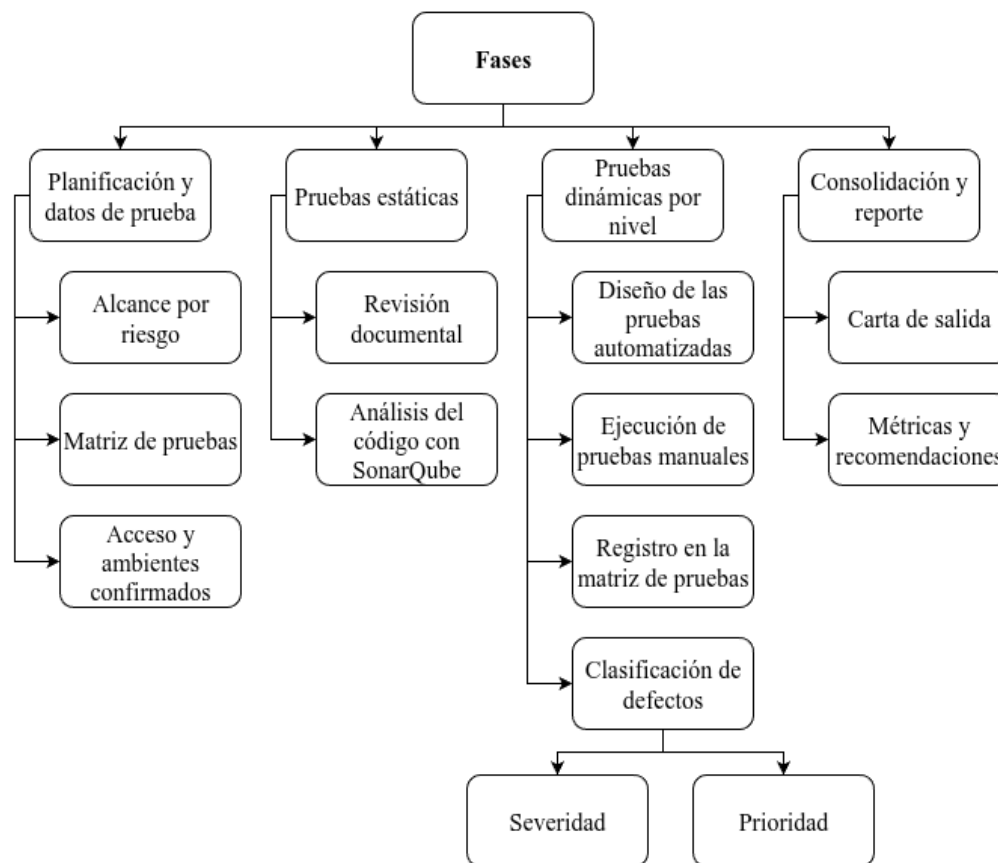 Fases
Planificación y
datos de prueba
Pruebas estáticas
Pruebas
dinámicas por
nivel
Consolidación y
reporte
Alcance por
riesgo
Revisión
documental
Diseño de las
pruebas
automatizadas
Carta de salida
Matriz de pruebas
Análisis del
código con
SonarQube
Ejecución de
pruebas manuales
Métricas y
recomendaciones
Acceso y
ambientes
confirmados
Registro en la
matriz de pruebas
Clasificación de
defectos
Severidad
Prioridad